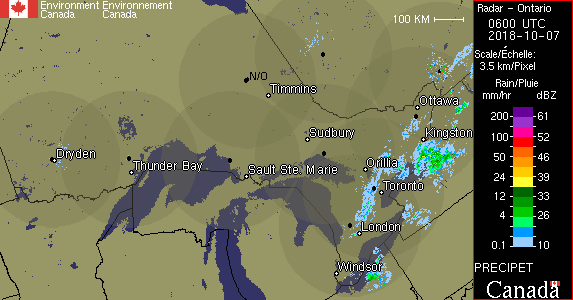 Environment Environnement
Canada Canada
100 KM
N/O
Timmins
Ottawa
Sudbury
Kingston
Dryden
Thunder Bay
Sault Ste. Marie
Orillia
Toronto
London
Windsor
Radar - Ontario
0600 UTC
2018-10-07
Scale/Échelle:
3.5 km/Pixel
Rain/Pluie
mm/hr dBZ
200 61
100 52
50 46
24 39
12 33
4 26
0.1 10
PRECIPET
Canada